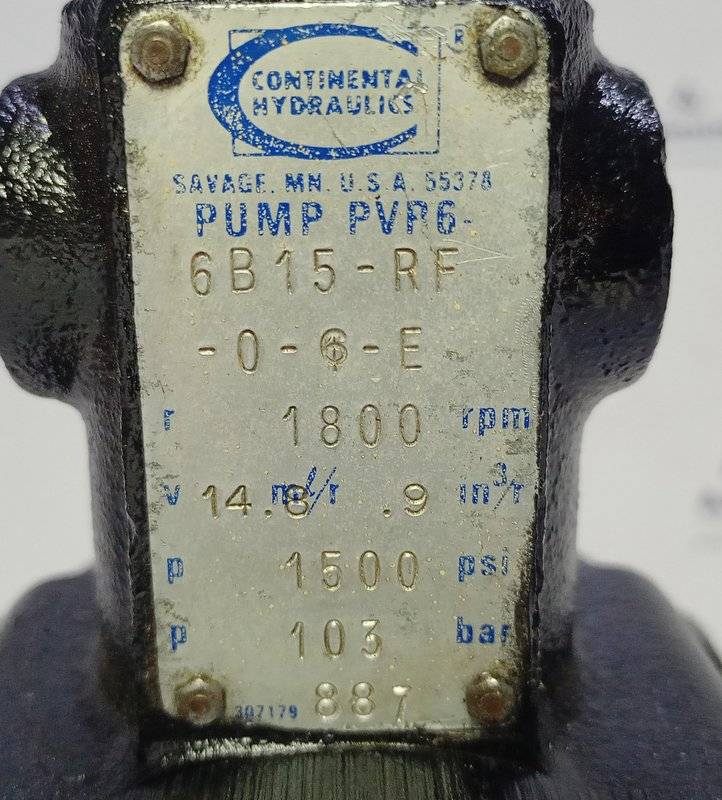 CONTINENTAL
HYDRAULICS
®
SAVAGE. MN. U.S.A. 55378
PUMP PVR6-
6B15-RF
-0-6-E
r 1800 rpm
v 14.8 ml/r .9 in³/r
p 1500 psi
p 103 bar
307179 887